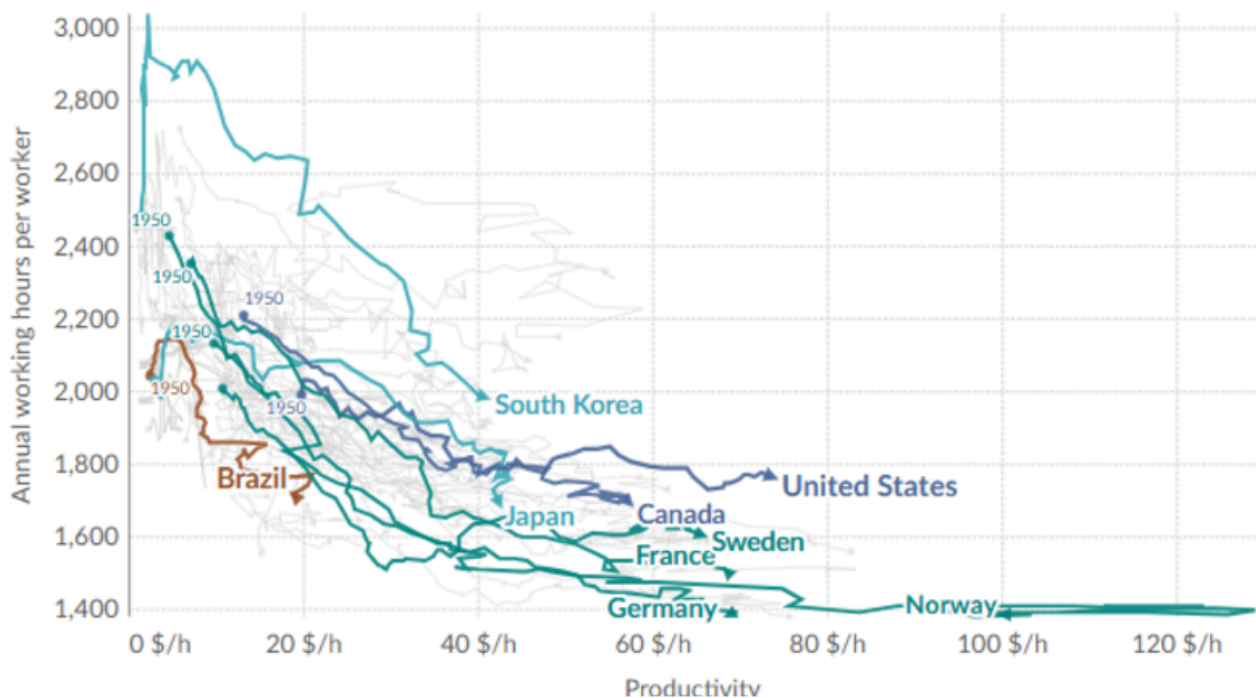 3,000
2,800
2,600
2,400
2,200
2,000
1,800
1,600
1,400
Annual working hours per worker
1950
1950
1950
1950
1950
1950
South Korea
Brazil
United States
Japan
Canada
Sweden
France
Germany
Norway
0 $/h
20 $/h
40 $/h
60 $/h
80 $/h
100 $/h
120 $/h
Productivity